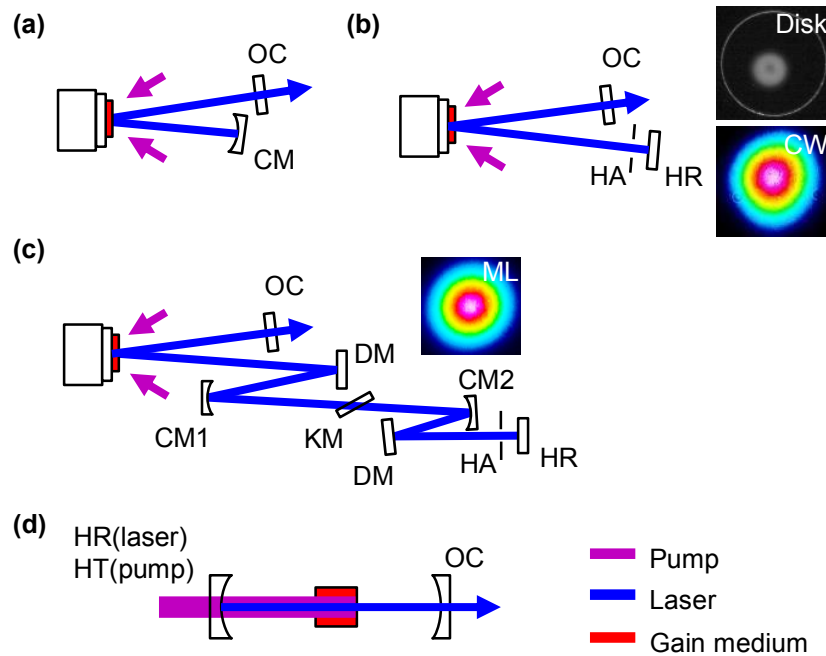 (a)
OC
CM
(b)
OC
HA
HR
Disk
CW
(c)
OC
DM
CM1
KM
DM
CM2
HA
HR
ML
(d)
HR(laser)
HT(pump)
OC
Pump
Laser
Gain medium